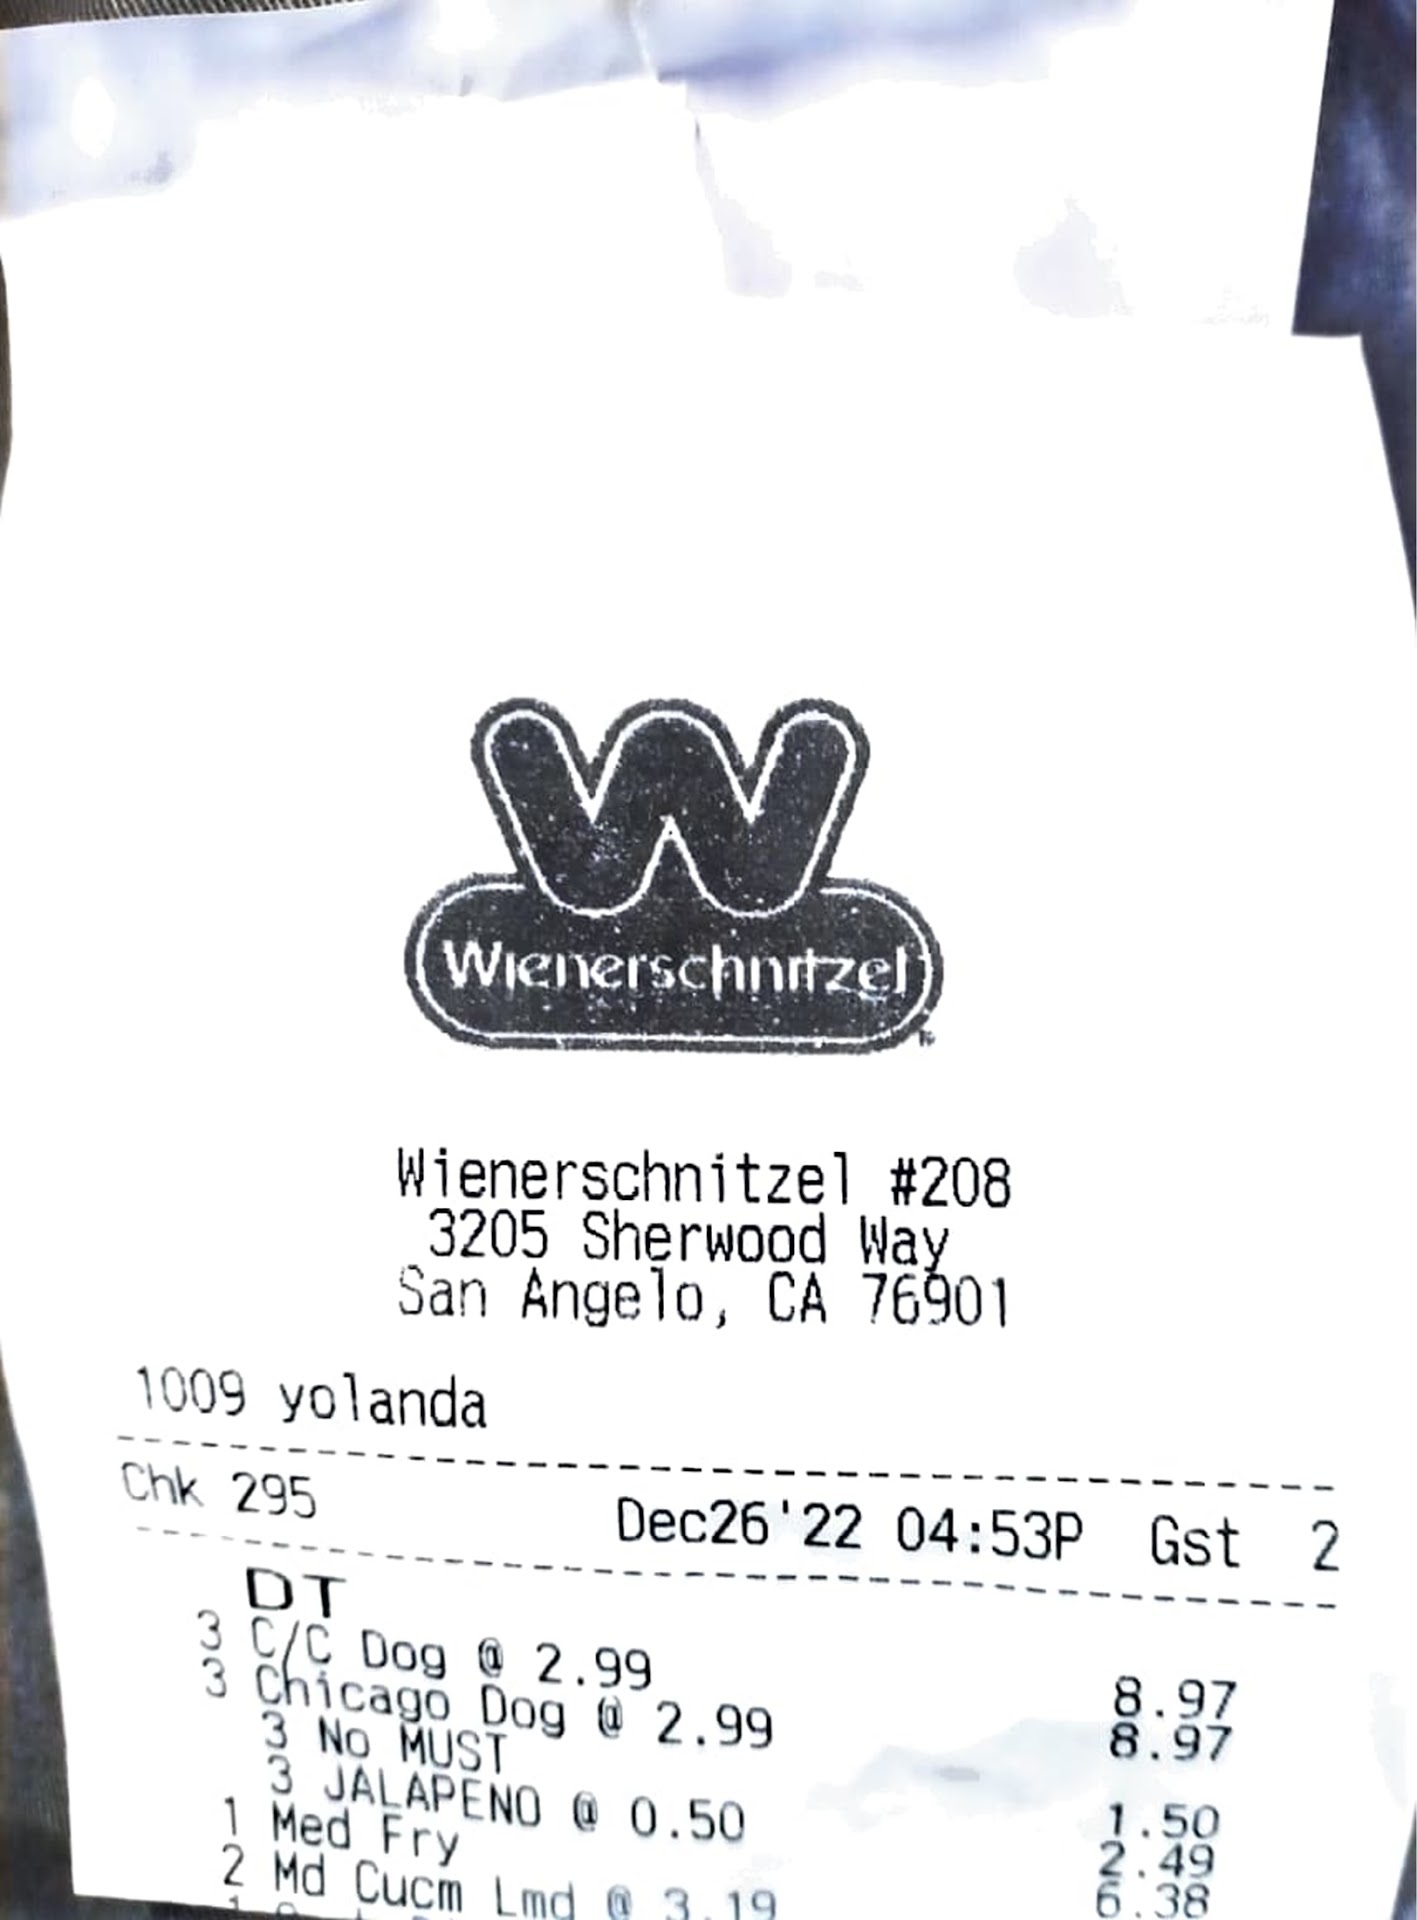 W
Wienerschnitzel
Wienerschnitzel #208
3205 Sherwood Way
San Angelo, CA 76901
1009 yolanda
Chk 295 Dec26'22 04:53P Gst 2
DT
3 C/C Dog @ 2.99 8.97
3 Chicago Dog @ 2.99 8.97
3 No MUST
3 JALAPENO @ 0.50 1.50
1 Med Fry 2.49
2 Md Cucm Lmd @ 3.19 6.38